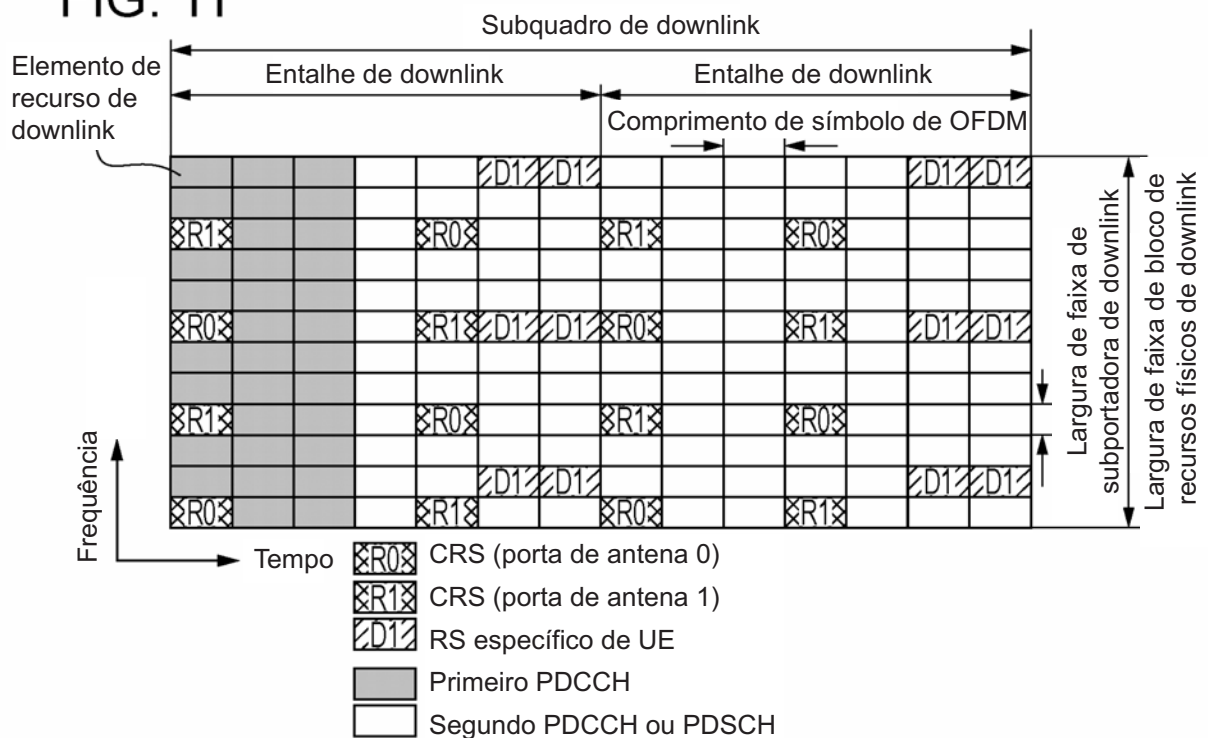 FIG. 11
Subquadro de downlink
Elemento de
recurso de
downlink
Entalhe de downlink
Entalhe de downlink
Comprimento de símbolo de OFDM
D1 D1 D1 D1
R1 R0 R1 R0
R0 R1 D1 D1 R0 R1 D1 D1
R1 R0 R1 R0
D1 D1 D1 D1
R0 R1 R0 R1
Largura de faixa de
subportadora de downlink
Largura de faixa de bloco de
recursos físicos de downlink
Frequência
Tempo
R0 CRS (porta de antena 0)
R1 CRS (porta de antena 1)
D1 RS específico de UE
Primeiro PDCCH
Segundo PDCCH ou PDSCH